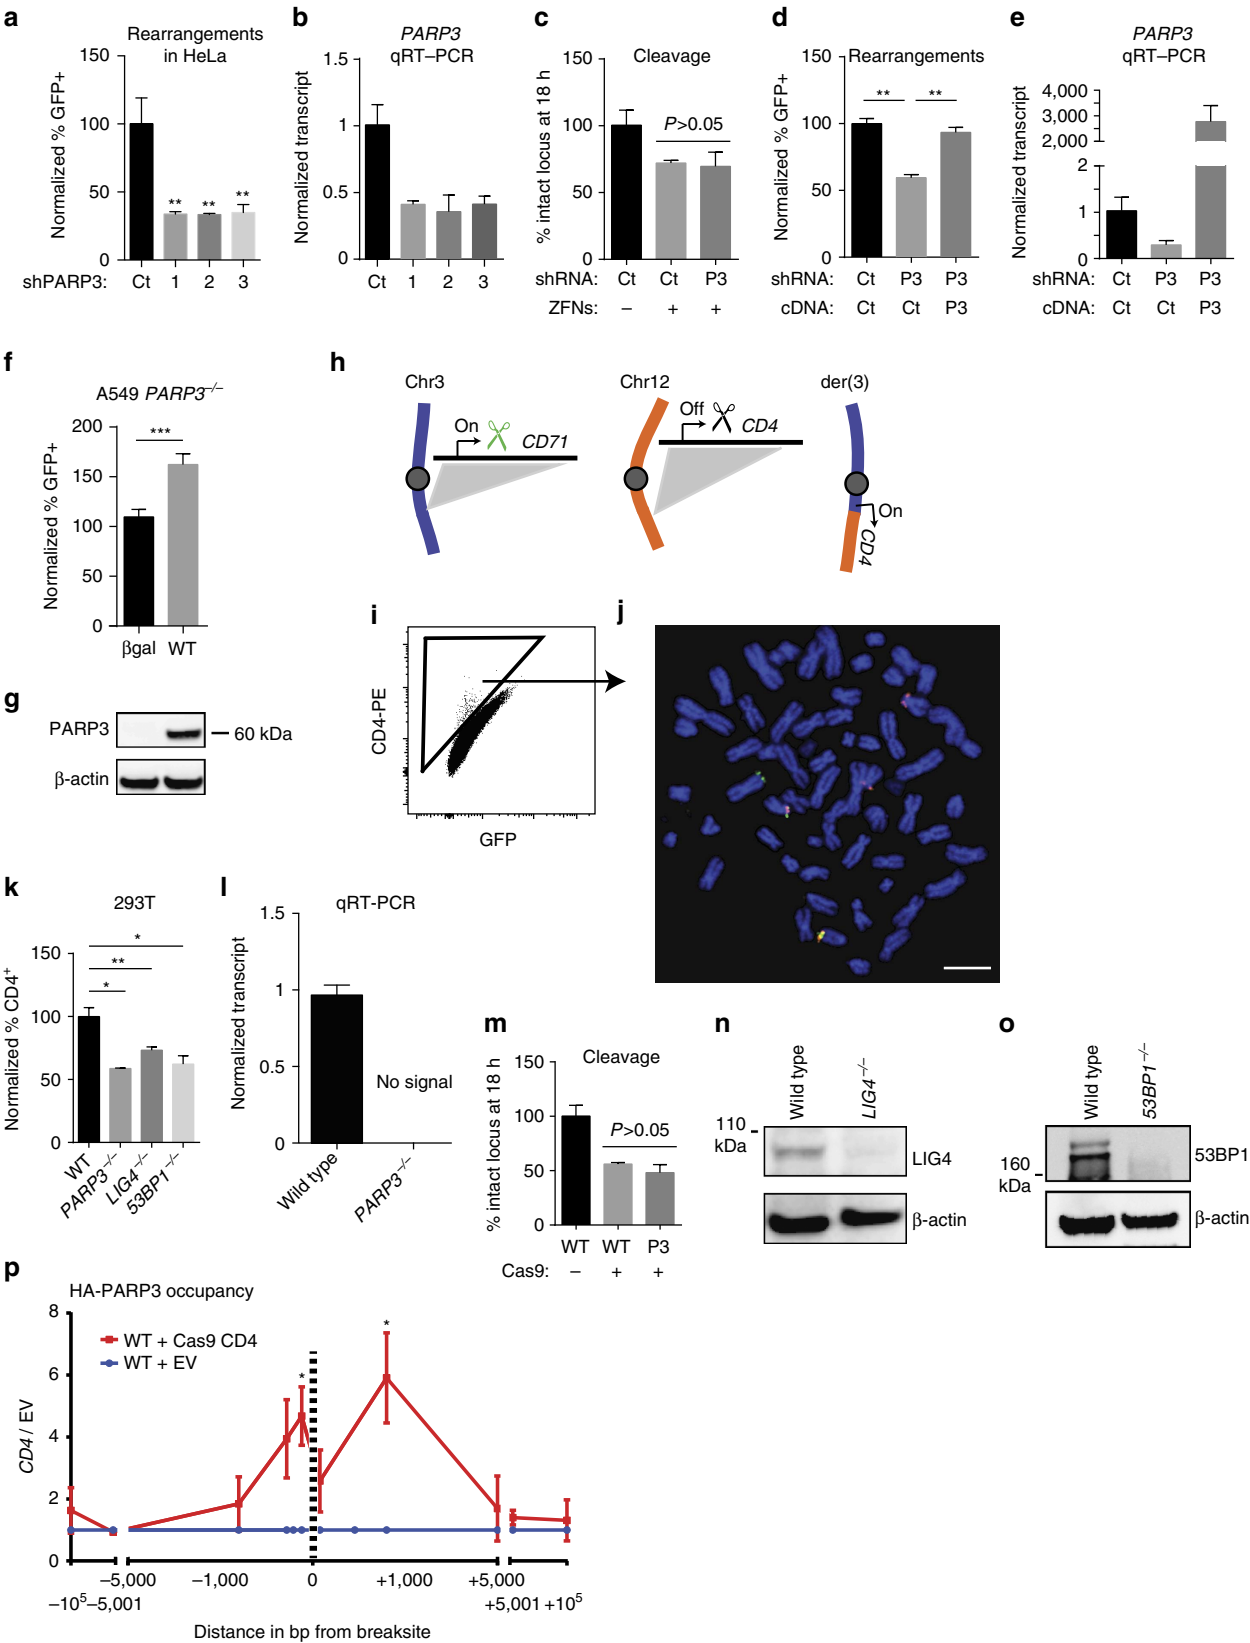 a
Rearrangements
in HeLa
Normalized % GFP+
150
100
50
0
**
**
**
shPARP3: Ct 1 2 3
b
PARP3
qRT–PCR
Normalized transcript
1.5
1
0.5
0
Ct 1 2 3
c
Cleavage
% intact locus at 18 h
150
100
50
0
P>0.05
shRNA: Ct Ct P3
ZFNs: – + +
d
Rearrangements
Normalized % GFP+
150
100
50
0
** **
shRNA: Ct P3 P3
cDNA: Ct Ct P3
e
PARP3
qRT–PCR
Normalized transcript
4,000
3,000
2,000
2
1
0
shRNA: Ct P3 P3
cDNA: Ct Ct P3
f
A549 PARP3–/–
Normalized % GFP+
200
150
100
50
0
***
βgal WT
g
PARP3
60 kDa
β-actin
h
Chr3
On
CD71
Chr12
Off
CD4
der(3)
On
CD4
i
CD4-PE
GFP
j
k
293T
Normalized % CD4+
150
100
50
0
*
**
*
WT
PARP3–/–
LIG4–/–
53BP1–/–
l
qRT-PCR
Normalized transcript
1.5
1
0.5
0
No signal
Wild type
PARP3–/–
m
Cleavage
% intact locus at 18 h
150
100
50
0
P>0.05
WT WT P3
Cas9: – + +
n
Wild type
LIG4–/–
110
kDa
LIG4
β-actin
o
Wild type
53BP1–/–
160
kDa
53BP1
β-actin
p
HA-PARP3 occupancy
CD4 / EV
8
6
4
2
0
WT + Cas9 CD4
WT + EV
*
*
–5,000 –1,000 0 +1,000 +5,000
–10⁵ –5,001 +5,001 +10⁵
Distance in bp from breaksite